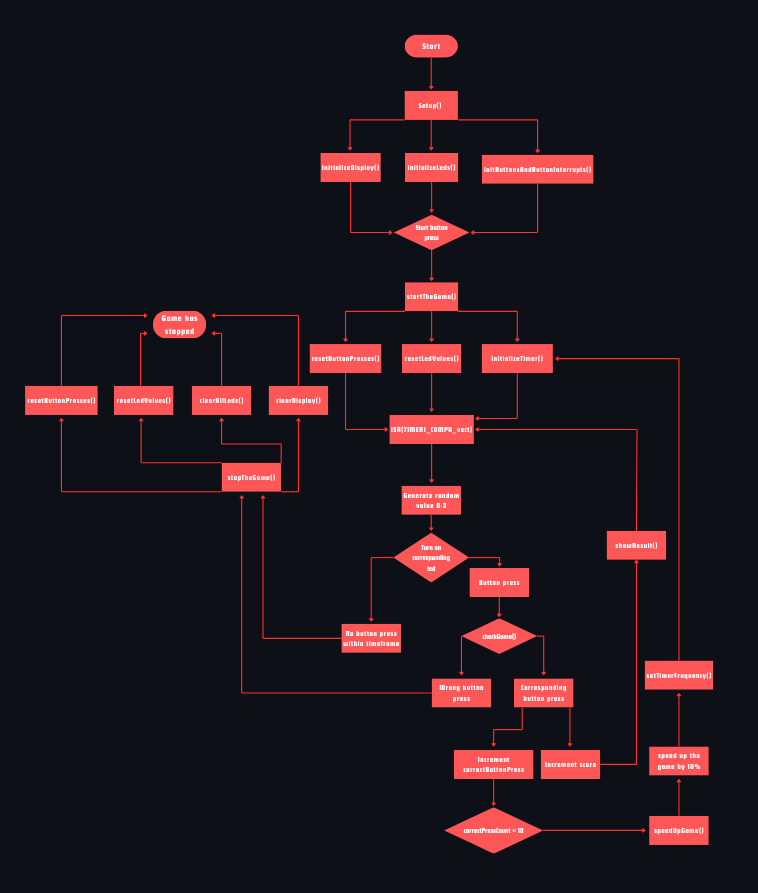 Start
Setup()
initializeDisplay()
initializeLeds()
initButtonsAndButtonInterrupts()
Start button
press
startTheGame()
Game has
stopped
resetButtonPresses()
resetLedValues()
initializeTimer()
resetButtonPresses()
resetLedValues()
clearAllLeds()
clearDisplay()
ISR(TIMER1_COMPA_vect)
stopTheGame()
Generate random
value 0-3
Turn on
corresponding
led
showResult()
Button press
No button press
within timeframe
checkGame()
setTimerFrequency()
Wrong button
press
Corresponding
button press
Increment
correctButtonPress
Increment score
speed up the
game by 10%
correctPressCount = 10
speedUpGame()